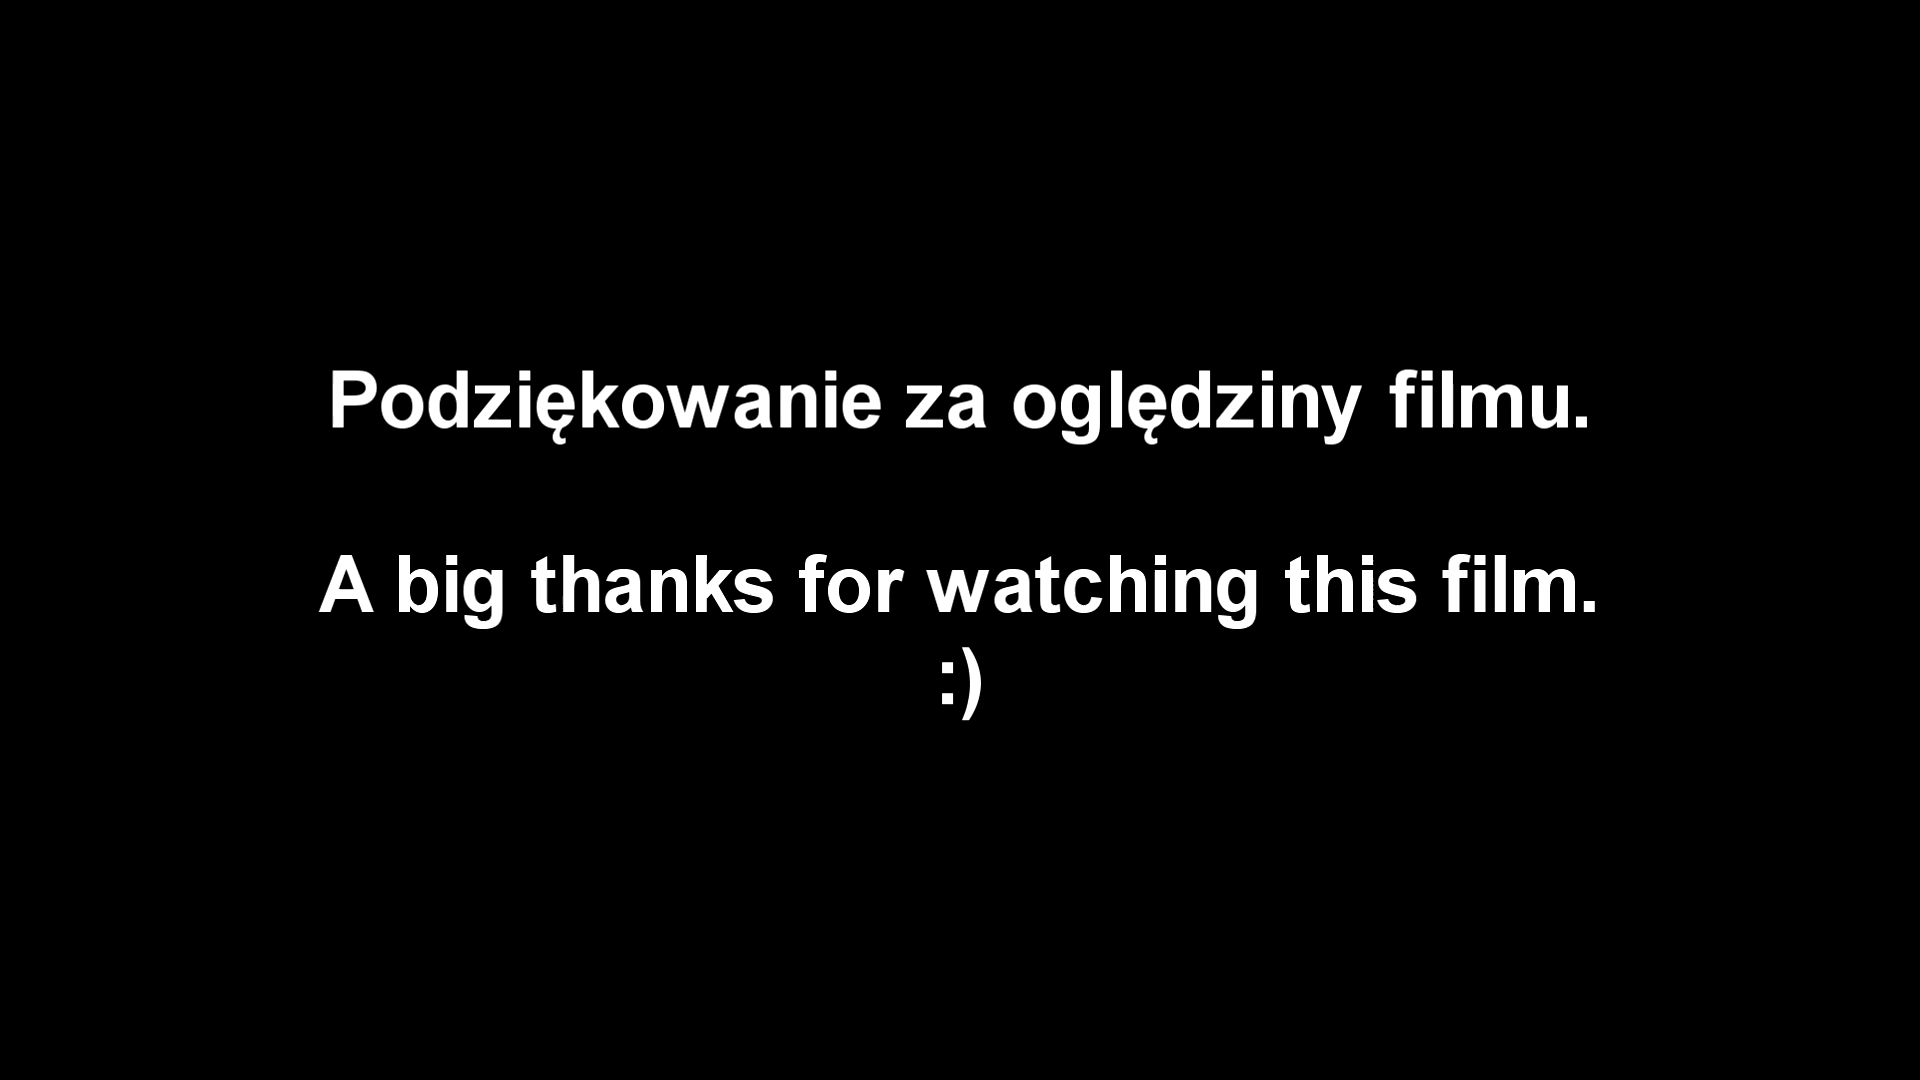 Podziękowanie za oględziny filmu.
A big thanks for watching this film.
:)